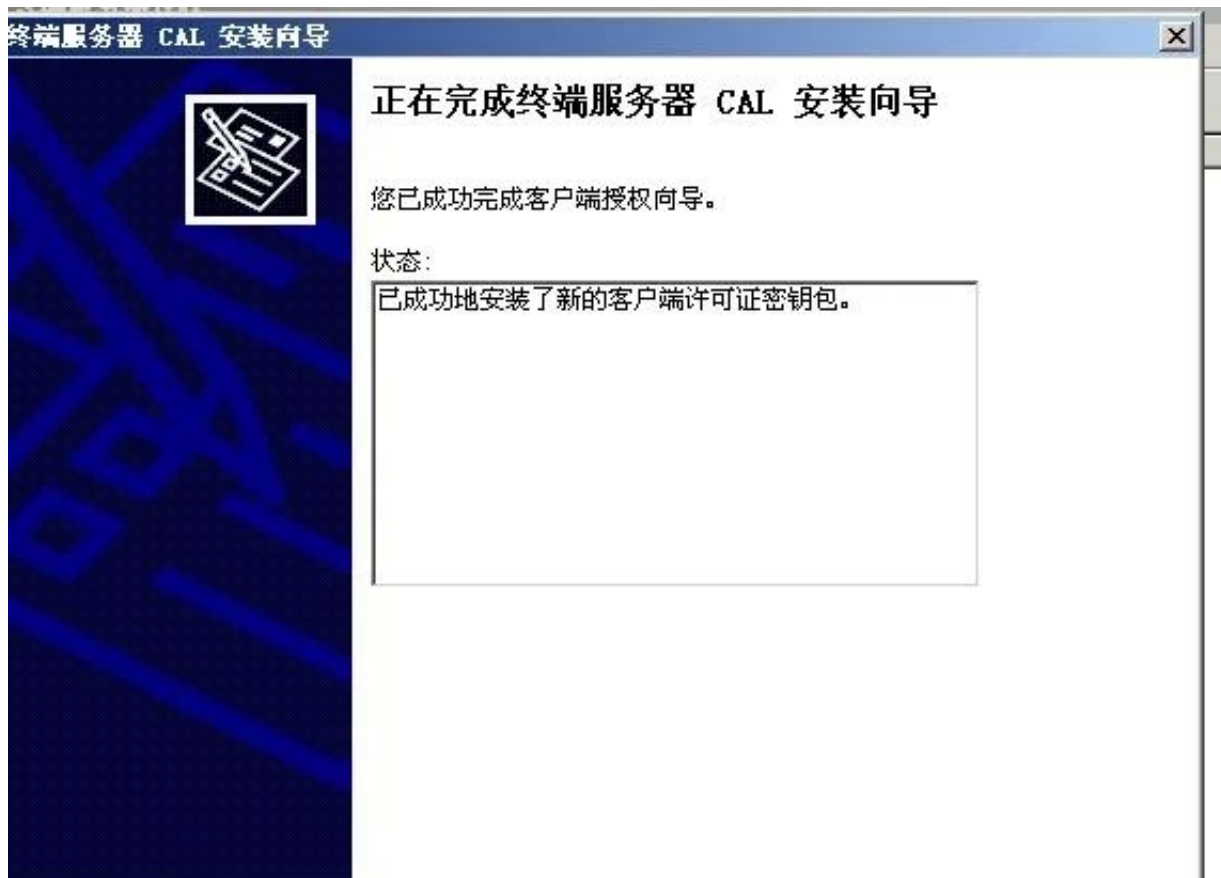 终端服务器 CAL 安装向导
正在完成终端服务器 CAL 安装向导
您已成功完成客户端授权向导。
状态:
已成功地安装了新的客户端许可证密钥包。